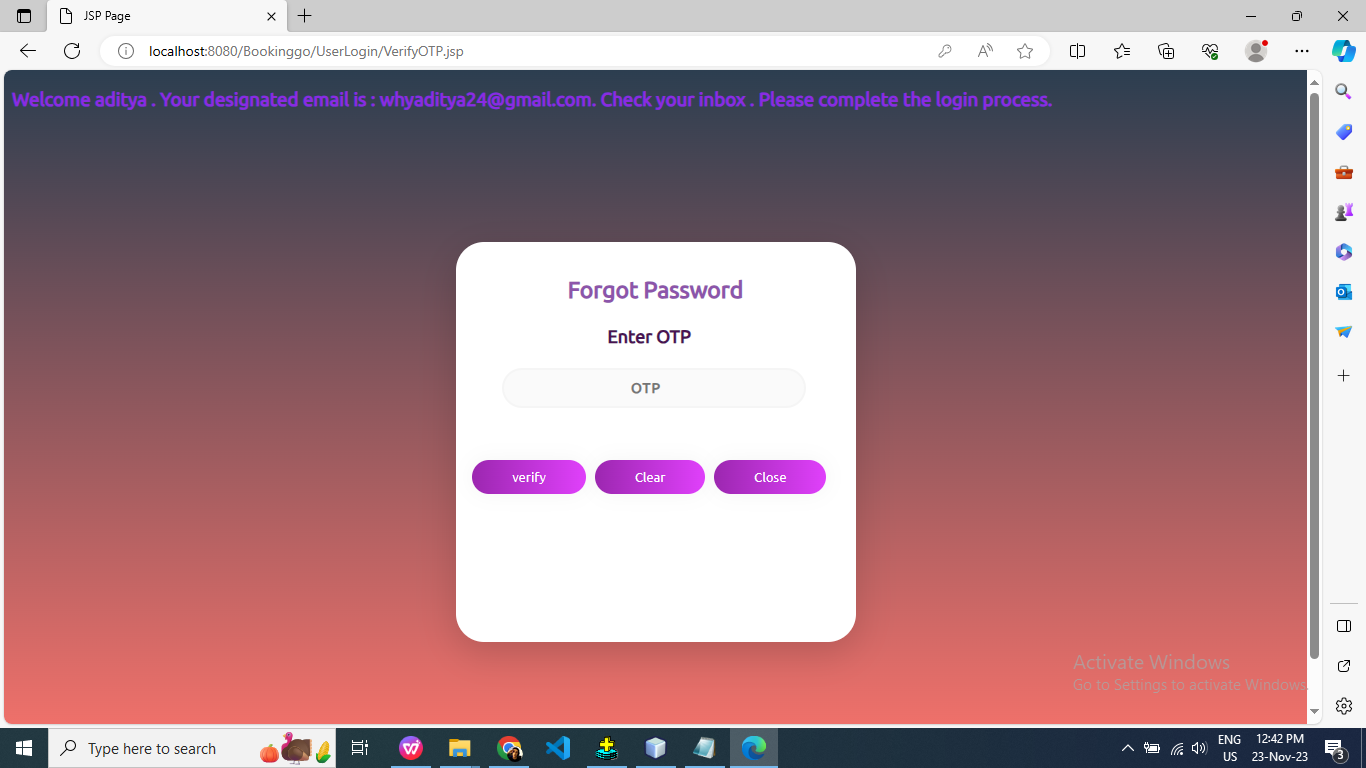 JSP Page
localhost:8080/Bookinggo/UserLogin/VerifyOTP.jsp
Welcome aditya . Your designated email is : whyaditya24@gmail.com. Check your inbox . Please complete the login process.
Forgot Password
Enter OTP
OTP
verify Clear Close
Activate Windows
Go to Settings to activate Windows.
Type here to search
ENG
US
12:42 PM
23-Nov-23
3